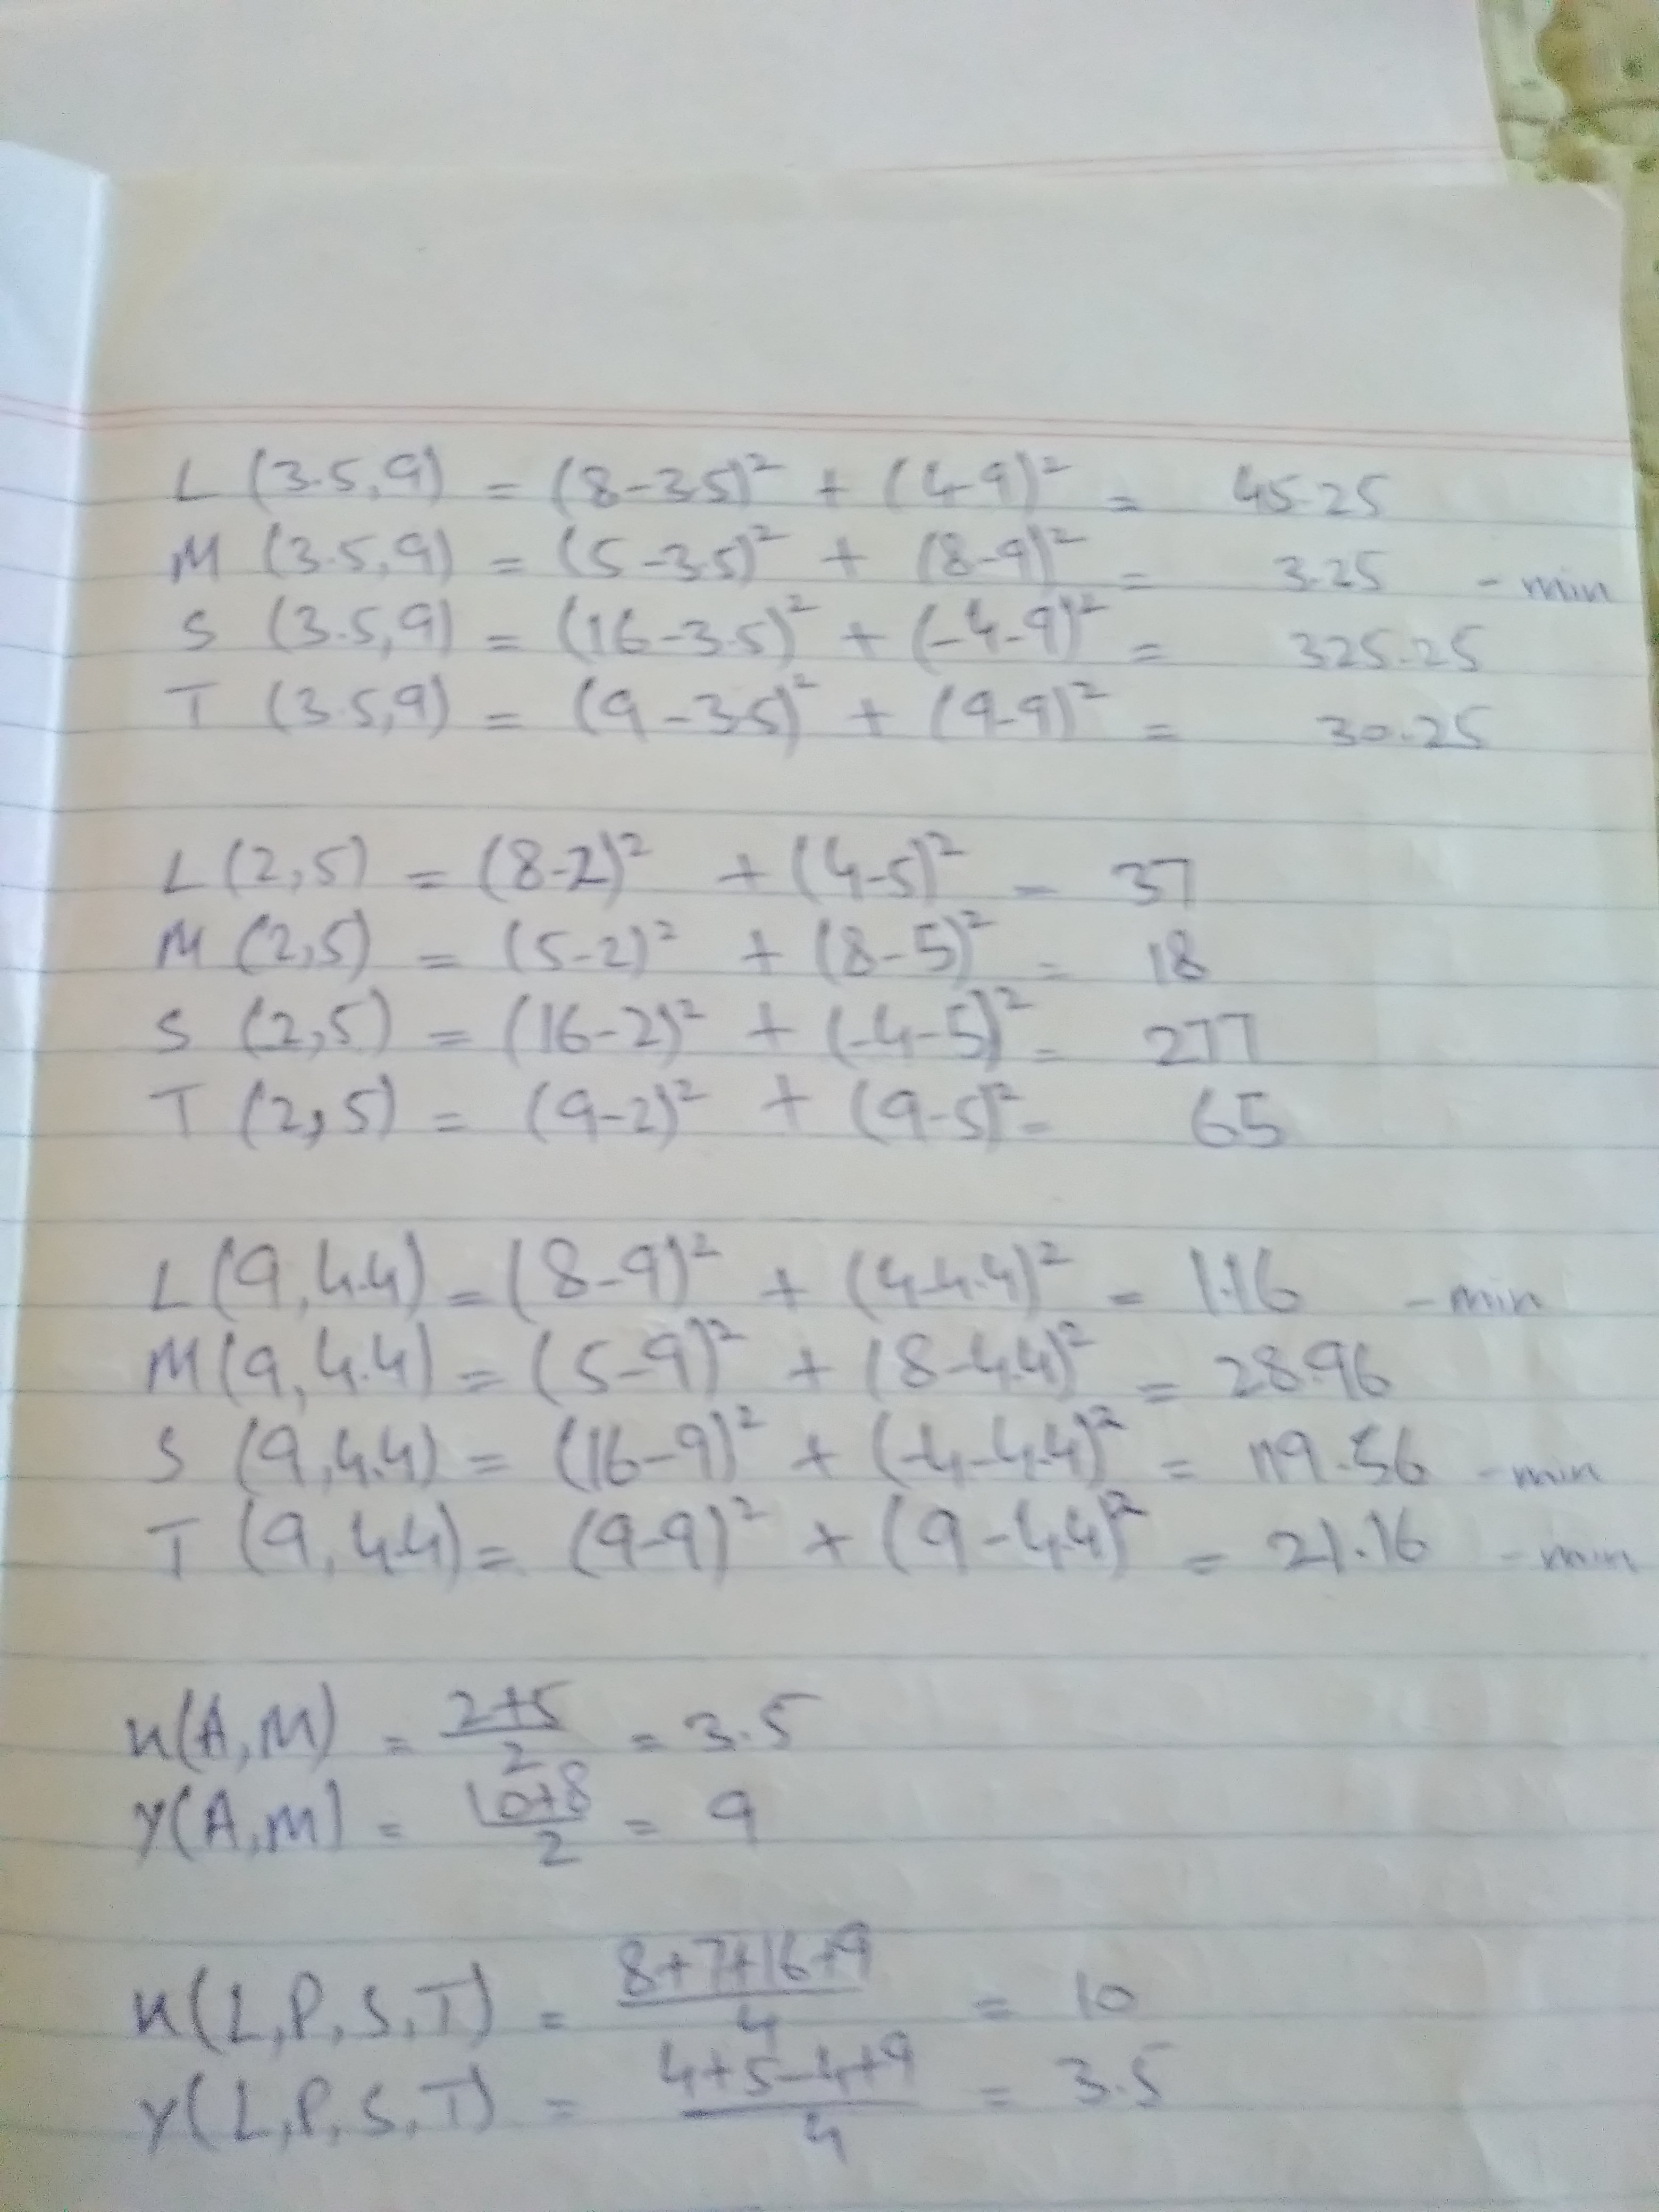 L (3.5,9) = (8-3.5)² + (4-9)² = 45.25
M (3.5,9) = (5-3.5)² + (8-9)² = 3.25 - min
S (3.5,9) = (16-3.5)² + (-4-9)² = 325.25
T (3.5,9) = (9-3.5)² + (9-9)² = 30.25
L (2,5) = (8-2)² + (4-5)² = 37
M (2,5) = (5-2)² + (8-5)² = 18
S (2,5) = (16-2)² + (-4-5)² = 277
T (2,5) = (9-2)² + (9-5)² = 65
L (9,4.4) = (8-9)² + (4-4.4)² = 1.16 - min
M (9,4.4) = (5-9)² + (8-4.4)² = 28.96
S (9,4.4) = (16-9)² + (-4-4.4)² = 119.56 - min
T (9,4.4) = (9-9)² + (9-4.4)² = 21.16 - min
x(A,M) = 2+5/2 = 3.5
y(A,M) = 10+8/2 = 9
x(L,P,S,T) = 8+7+16+9/4 = 10
y(L,P,S,T) = 4+5-4+9/4 = 3.5